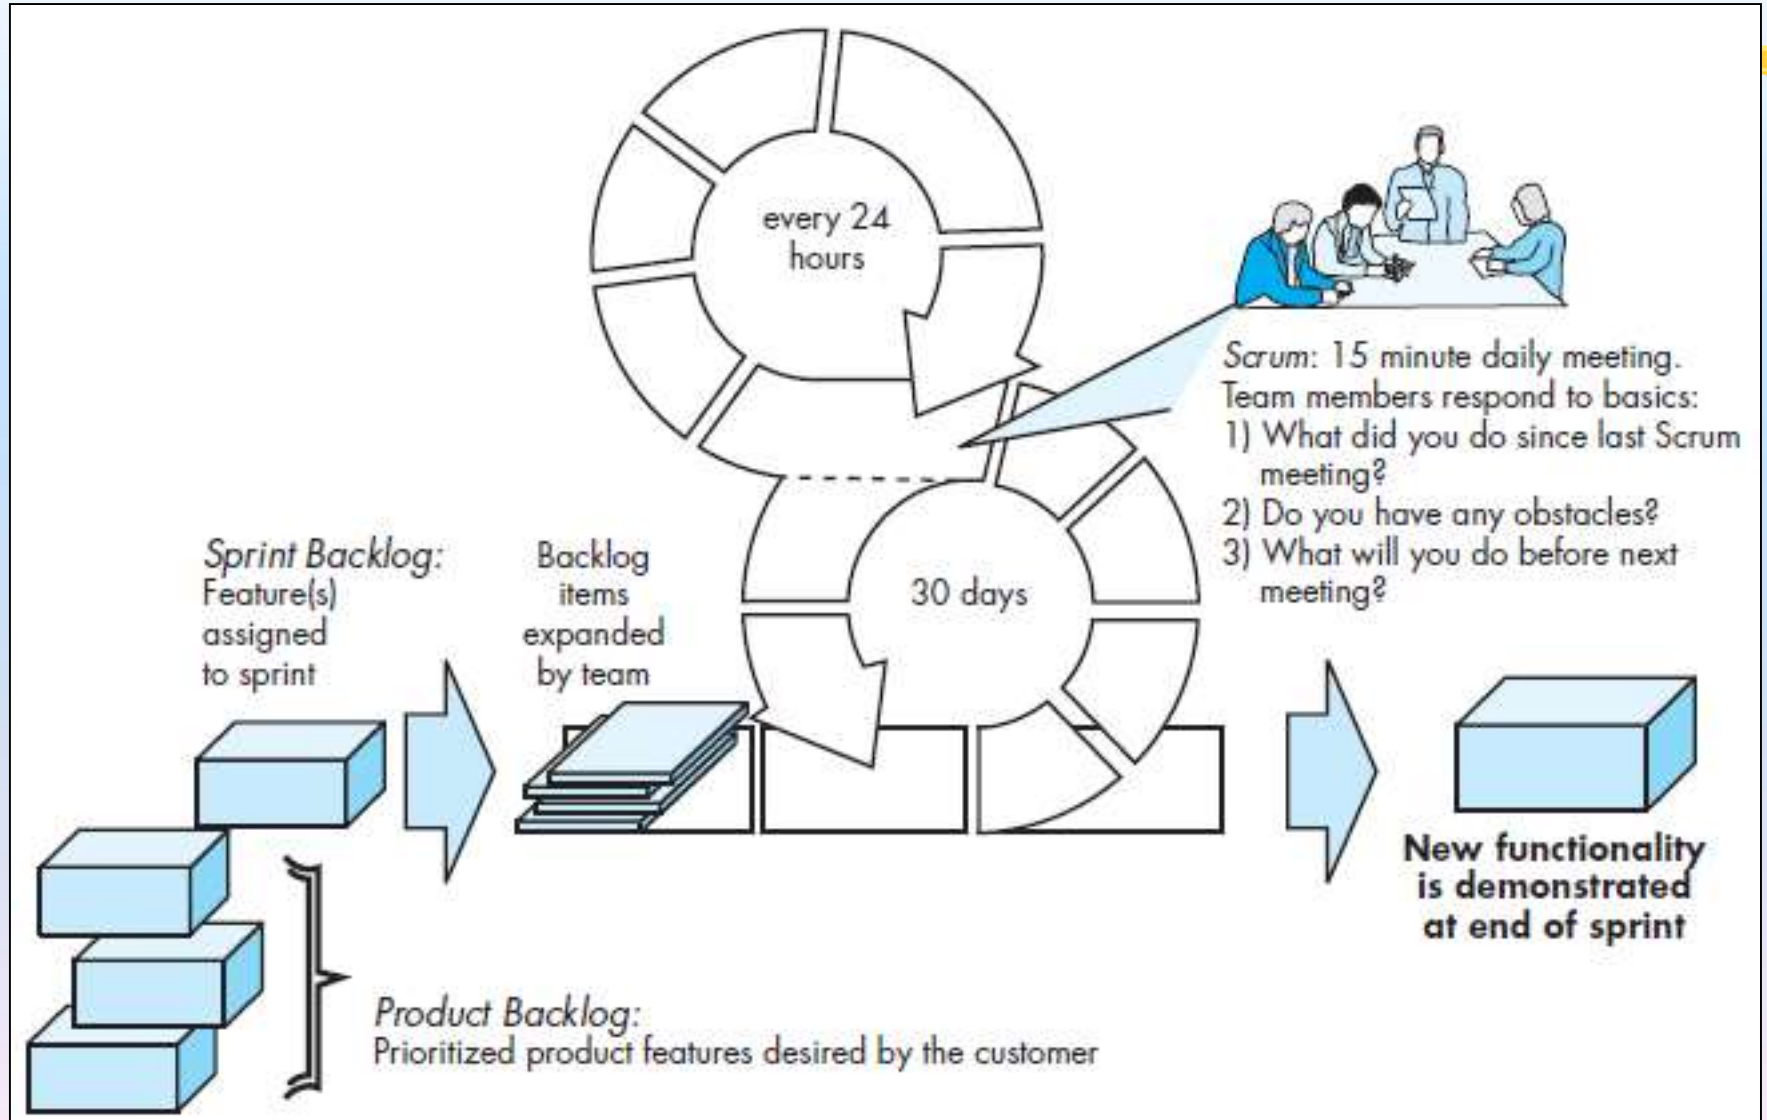 every 24
hours
Scrum: 15 minute daily meeting.
Team members respond to basics:
1) What did you do since last Scrum
meeting?
2) Do you have any obstacles?
3) What will you do before next
meeting?
Sprint Backlog:
Feature(s)
assigned
to sprint
Backlog
items
expanded
by team
30 days
New functionality
is demonstrated
at end of sprint
Product Backlog:
Prioritized product features desired by the customer